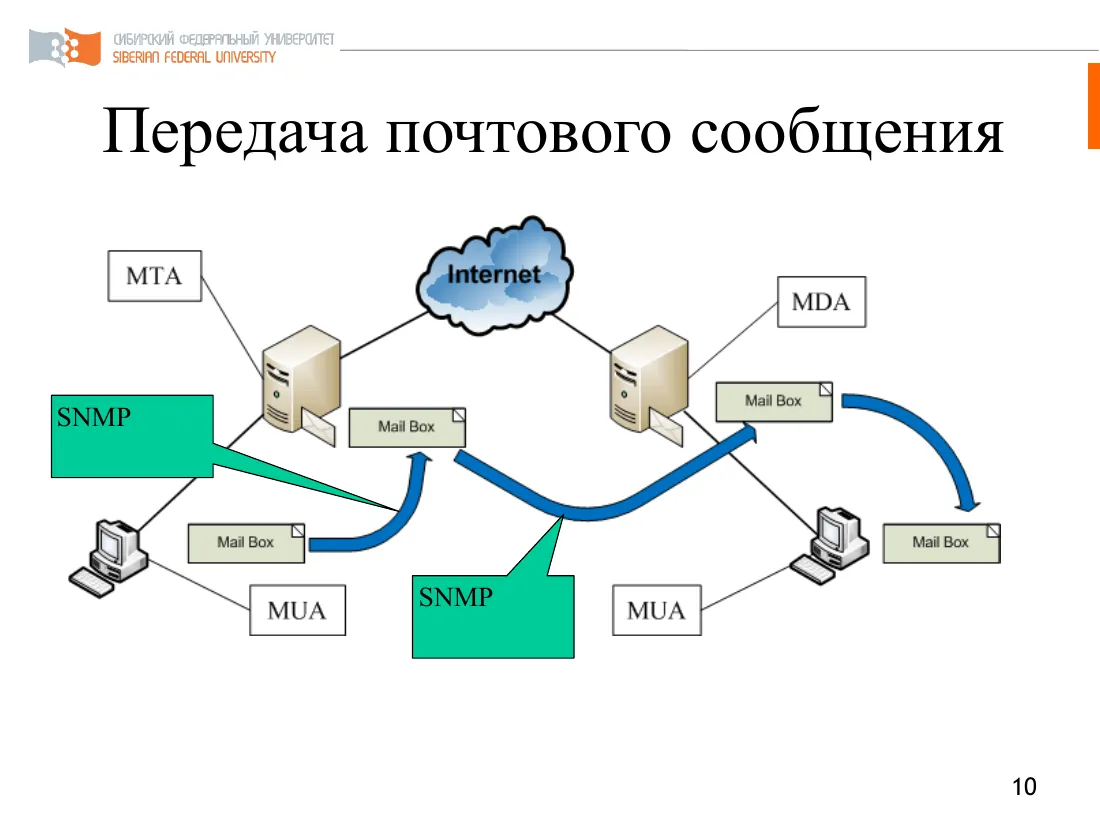 СИБИРСКИЙ ФЕДЕРАЛЬНЫЙ УНИВЕРСИТЕТ
SIBERIAN FEDERAL UNIVERSITY
Передача почтового сообщения
MTA
Internet
MDA
SNMP
Mail Box
Mail Box
Mail Box
Mail Box
MUA
SNMP
MUA
10